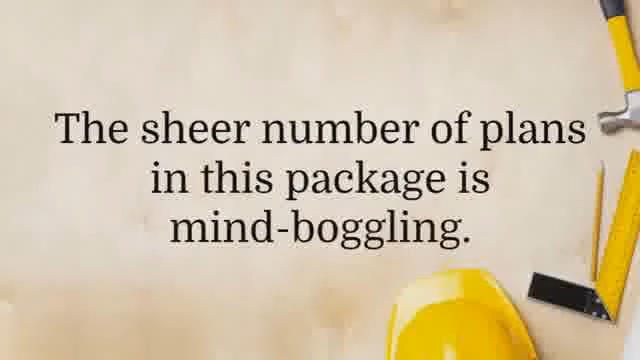 The sheer number of plans
in this package is
mind-boggling.